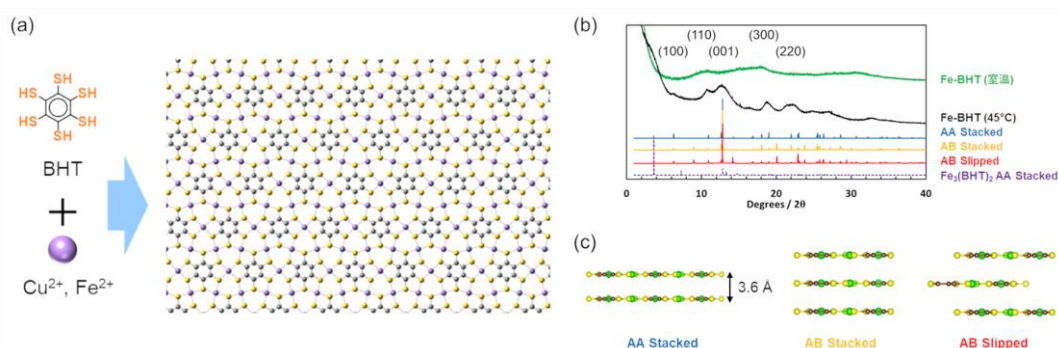 (a)
SH
HS
SH
HS
SH
SH
BHT
+
Cu²⁺, Fe²⁺
(b)
(100)
(110)
(001)
(300)
(220)
Fe-BHT (室温)
Fe-BHT (45°C)
AA Stacked
AB Stacked
AB Slipped
Fe₃(BHT)₂ AA Stacked
0 10 20 30 40
Degrees / 2θ
(c)
3.6 Å
AA Stacked
AB Stacked
AB Slipped